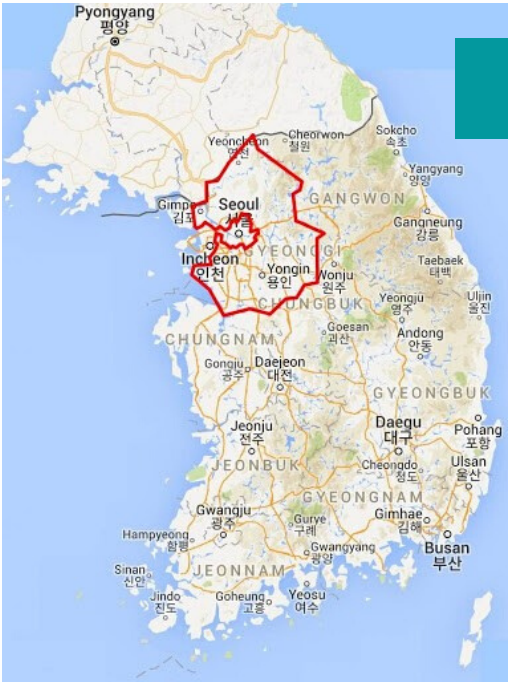 Pyongyang
평양
Yeoncheon
연천
Cheorwon
철원
Sokcho
속초
Yangyang
양양
Gimpo
김포
Seoul
서울
GANGWON
Gangneung
강릉
GYEONGGI
Incheon
인천
Yongin
용인
Wonju
원주
Taebaek
태백
CHUNGBUK
Yeongju
영주
Uljin
울진
CHUNGNAM
Goesan
괴산
Andong
안동
Gongju
공주
Daejeon
대전
GYEONGBUK
Jeonju
전주
Daegu
대구
Pohang
포항
JEONBUK
Cheongdo
청도
Ulsan
울산
GYEONGNAM
Gwangju
광주
Gurye
구례
Gimhae
김해
Hampyeong
함평
Gwangyang
광양
Busan
부산
Sinan
신안
JEONNAM
Jindo
진도
Goheung
고흥
Yeosu
여수